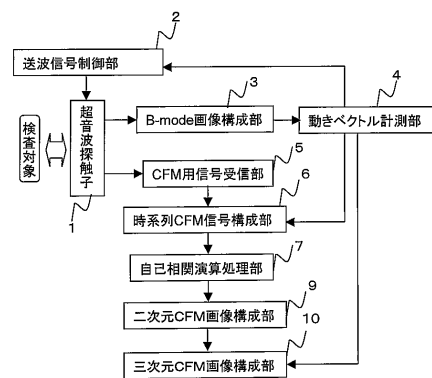 2
送波信号制御部
3
4
B-mode画像構成部
動きベクトル計測部
検査対象
超音波探触子
1
5
CFM用信号受信部
6
時系列CFM信号構成部
7
自己相関演算処理部
9
二次元CFM画像構成部
10
三次元CFM画像構成部